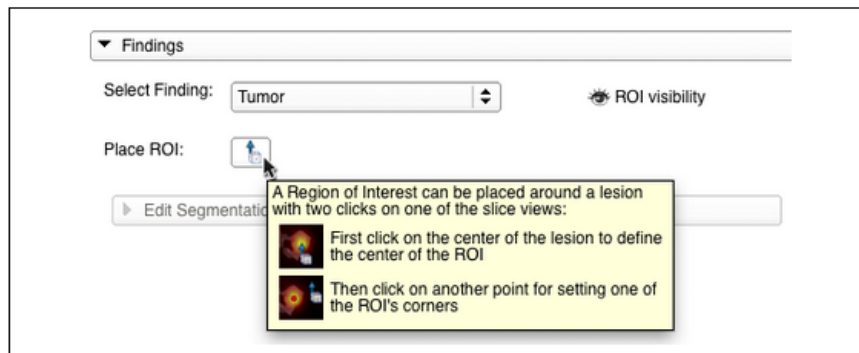 Findings
Select Finding: Tumor ROI visibility
Place ROI:
A Region of Interest can be placed around a lesion
with two clicks on one of the slice views:
First click on the center of the lesion to define
the center of the ROI
Then click on another point for setting one of
the ROI's corners
Edit Segmentatio